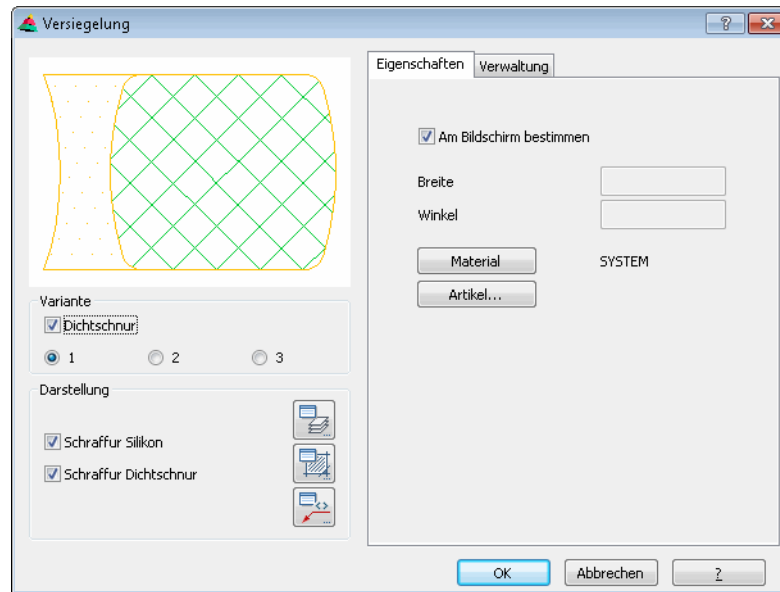 Versiegelung
Eigenschaften Verwaltung
Am Bildschirm bestimmen
Breite
Winkel
Material SYSTEM
Artikel...
Variante
Dichtschnur
1 2 3
Darstellung
Schraffur Silikon
Schraffur Dichtschnur
OK Abbrechen ?